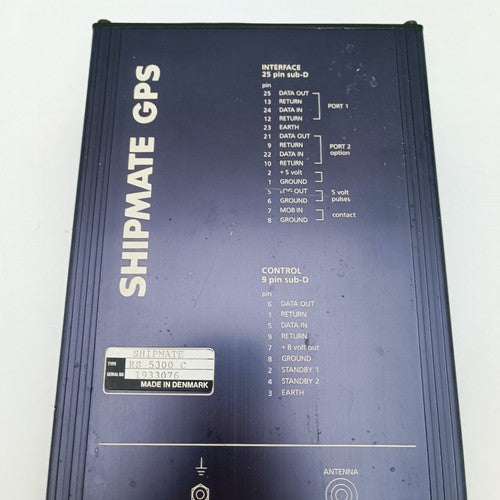 SHIPMATE GPS
INTERFACE
25 pin sub-D
pin
25 DATA OUT
13 RETURN
24 DATA IN
12 RETURN
PORT 1
23 EARTH
21 DATA OUT
9 RETURN
22 DATA IN
10 RETURN
PORT 2
option
2 + 5 volt
1 GROUND
5 LOG OUT
6 GROUND
5 volt
pulses
7 MOB IN
8 GROUND
contact
CONTROL
9 pin sub-D
pin
6 DATA OUT
1 RETURN
5 DATA IN
9 RETURN
7 + 8 volt out
8 GROUND
2 STANDBY 1
4 STANDBY 2
3 EARTH
SHIPMATE
TYPE RS 5300 C
SERIAL NO. 1933076
MADE IN DENMARK
ANTENNA